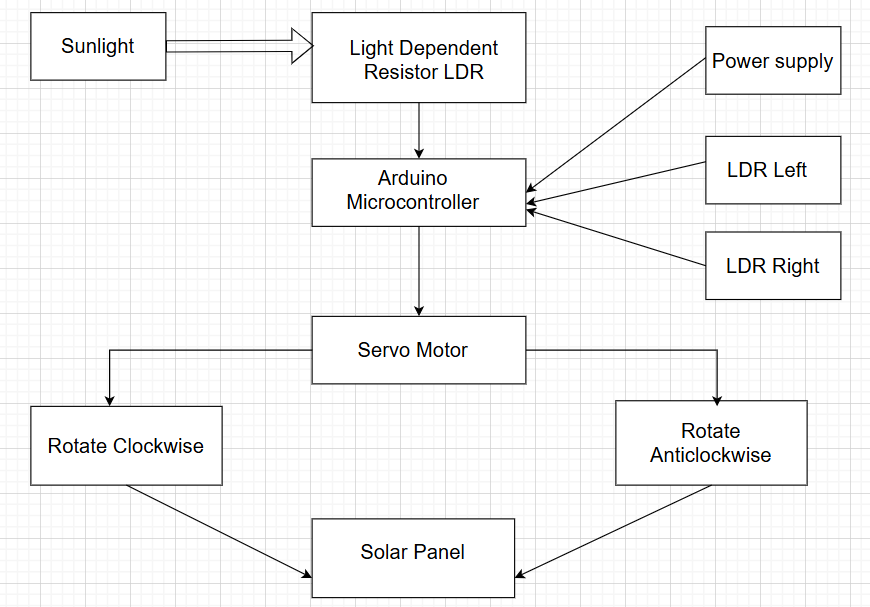 Sunlight
Light Dependent
Resistor LDR
Power supply
Arduino
Microcontroller
LDR Left
LDR Right
Servo Motor
Rotate Clockwise
Rotate
Anticlockwise
Solar Panel